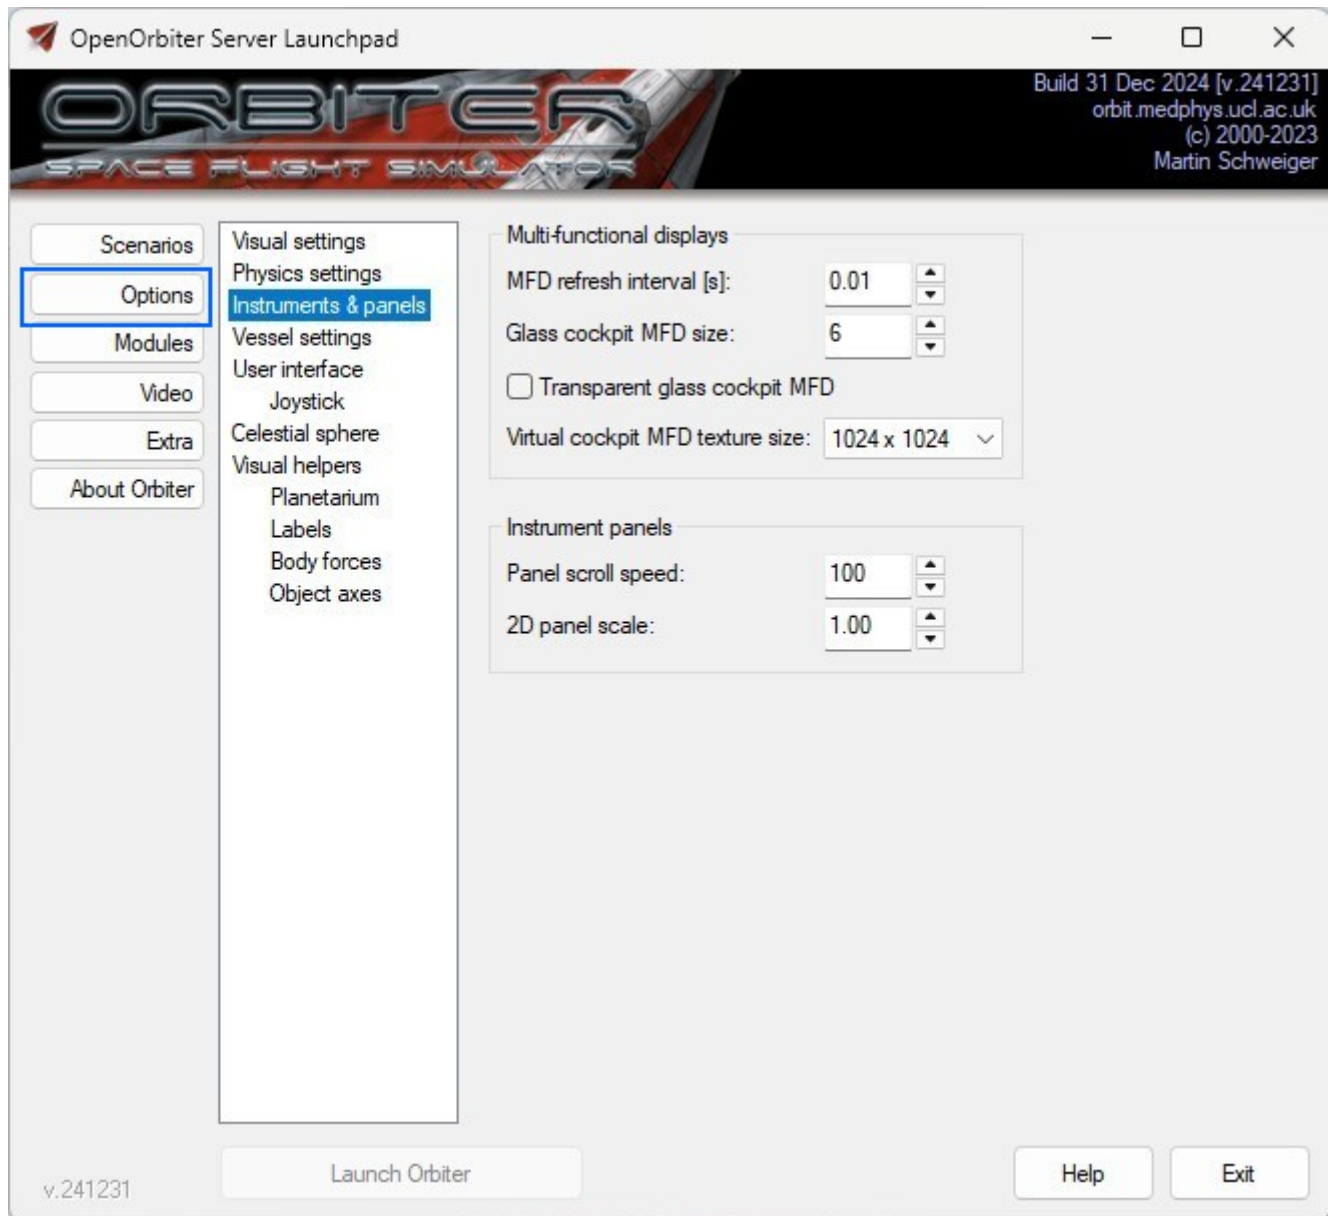 OpenOrbiter Server Launchpad
ORBITER
SPACE FLIGHT SIMULATOR
Build 31 Dec 2024 [v.241231]
orbit.medphys.ucl.ac.uk
(c) 2000-2023
Martin Schweiger
Scenarios
Options
Modules
Video
Extra
About Orbiter
Visual settings
Physics settings
Instruments & panels
Vessel settings
User interface
Joystick
Celestial sphere
Visual helpers
Planetarium
Labels
Body forces
Object axes
Multi-functional displays
MFD refresh interval [s]: 0.01
Glass cockpit MFD size: 6
Transparent glass cockpit MFD
Virtual cockpit MFD texture size: 1024 x 1024
Instrument panels
Panel scroll speed: 100
2D panel scale: 1.00
v.241231
Launch Orbiter
Help
Exit